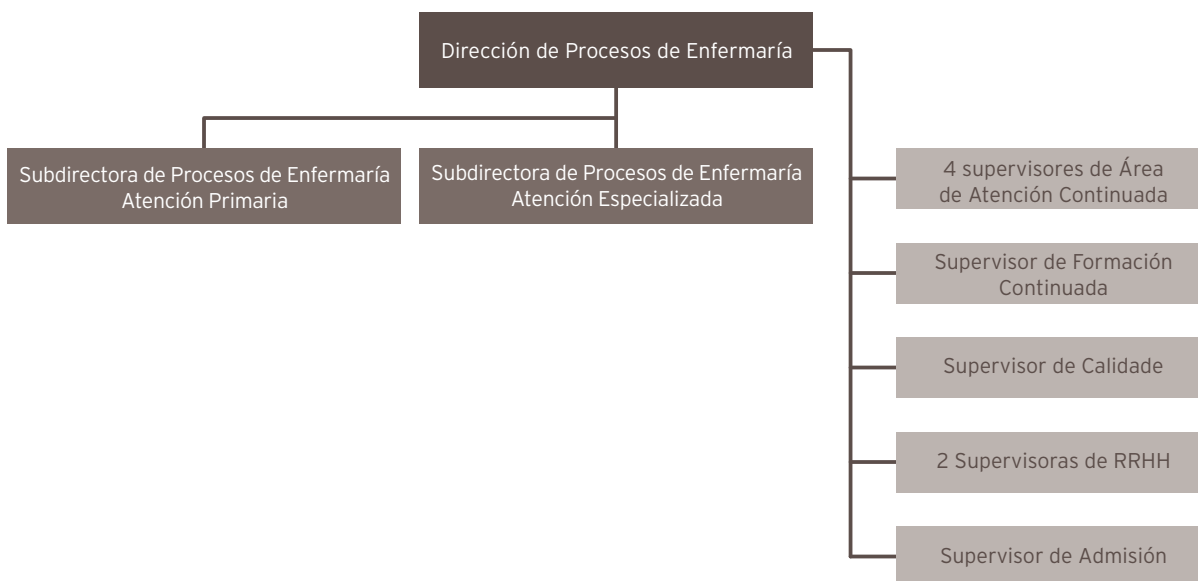 Dirección de Procesos de Enfermaría
Subdirectora de Procesos de Enfermaría
Atención Primaria
Subdirectora de Procesos de Enfermaría
Atención Especializada
4 supervisores de Área
de Atención Continuada
Supervisor de Formación
Continuada
Supervisor de Calidade
2 Supervisoras de RRHH
Supervisor de Admisión